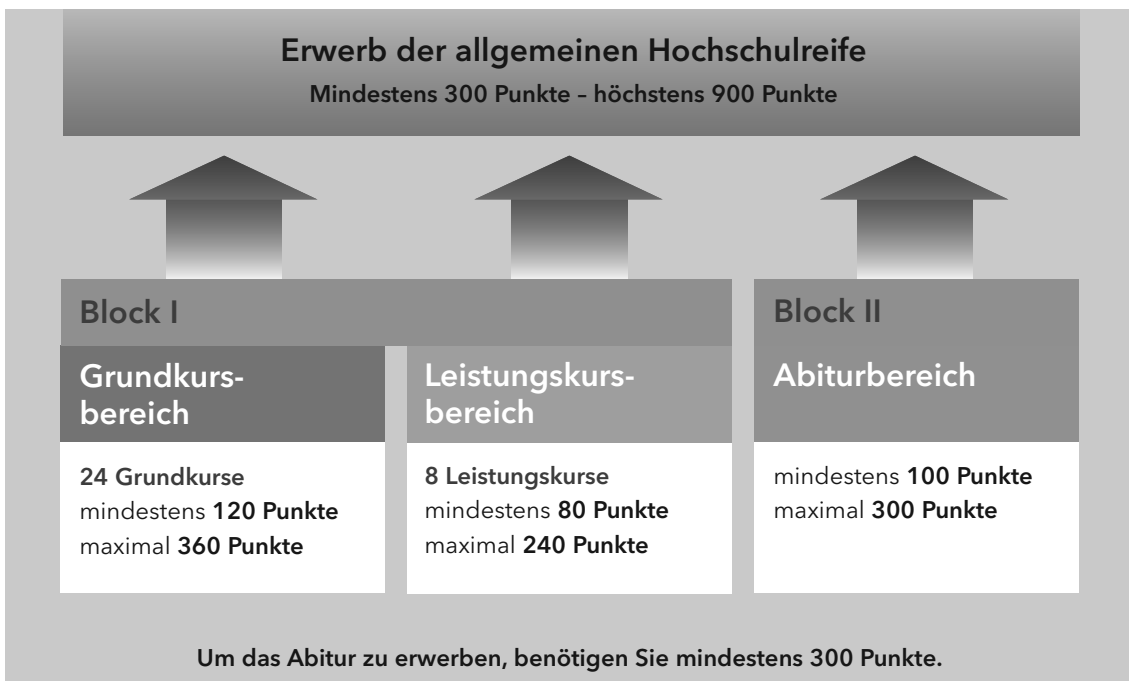 Erwerb der allgemeinen Hochschulreife
Mindestens 300 Punkte – höchstens 900 Punkte
Block I
Grundkurs-
bereich
24 Grundkurse
mindestens 120 Punkte
maximal 360 Punkte
Leistungskurs-
bereich
8 Leistungskurse
mindestens 80 Punkte
maximal 240 Punkte
Block II
Abiturbereich
mindestens 100 Punkte
maximal 300 Punkte
Um das Abitur zu erwerben, benötigen Sie mindestens 300 Punkte.